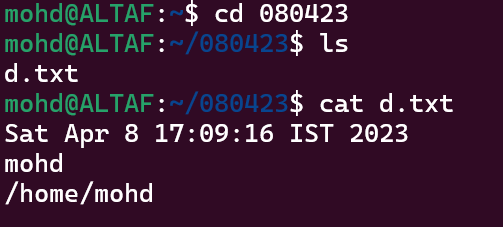 mohd@ALTAF:~$ cd 080423
mohd@ALTAF:~/080423$ ls
d.txt
mohd@ALTAF:~/080423$ cat d.txt
Sat Apr 8 17:09:16 IST 2023
mohd
/home/mohd